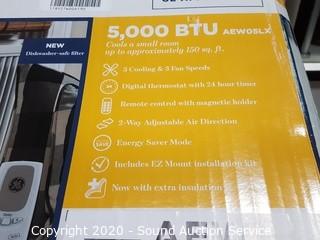 5,000 BTU AEW05LX
Cools a small room
up to approximately 150 sq. ft.
NEW
Dishwasher-safe filter
3 Cooling & 3 Fan Speeds
Digital thermostat with 24 hour timer
Remote control with magnetic holder
2-Way Adjustable Air Direction
SAVE
Energy Saver Mode
Includes EZ Mount installation kit
Now with extra insulation
GE
Copyright 2020 - Sound Auction Service